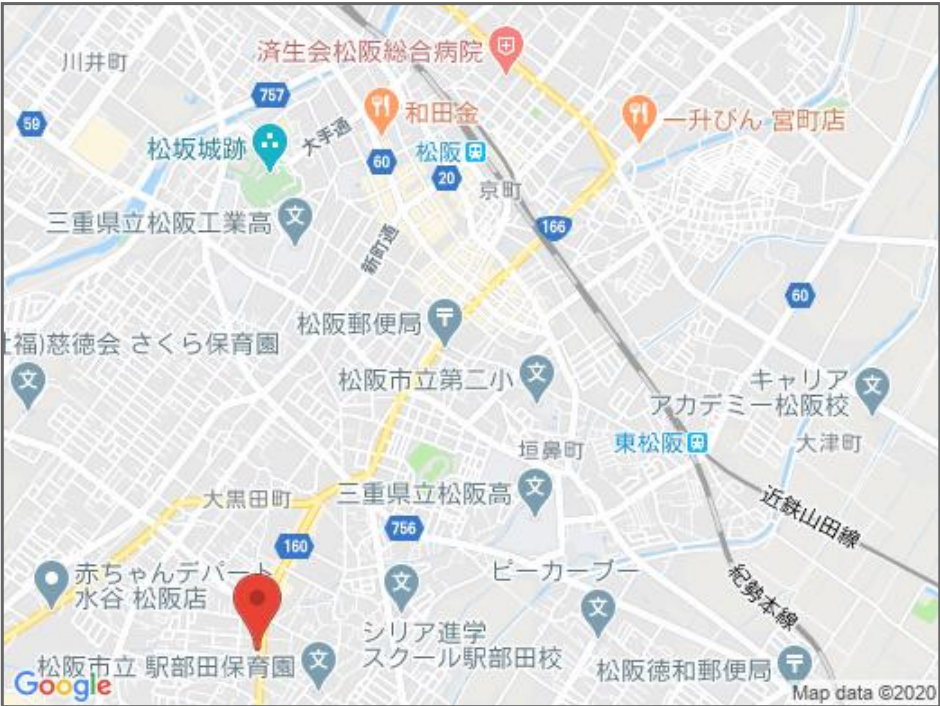 済生会松阪総合病院
川井町
757
和田金
59
一升びん 宮町店
大手通
松坂城跡
松阪
60
20
京町
三重県立松阪工業高
166
新町通
60
松阪郵便局
社福)慈徳会 さくら保育園
松阪市立第二小
キャリア
アカデミー松阪校
東松阪
大津町
垣鼻町
三重県立松阪高
大黒田町
近鉄山田線
756
160
赤ちゃんデパート
水谷 松阪店
ピーカーブー
紀勢本線
シリア進学
スクール駅部田校
松阪市立 駅部田保育園
松阪徳和郵便局
Google
Map data ©2020